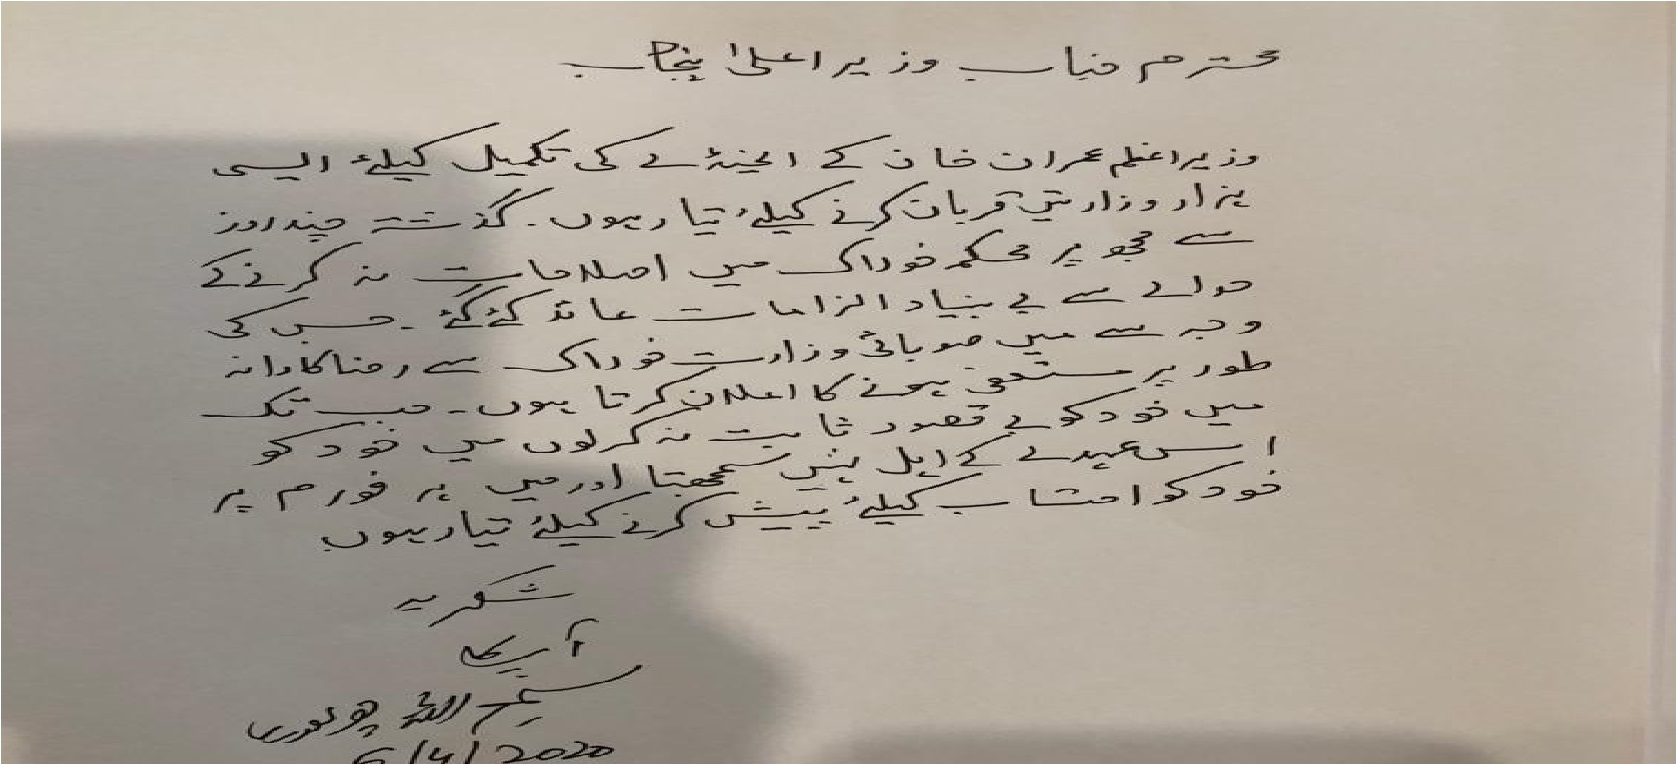 محترم جناب وزیر اعلیٰ پنجاب
وزیراعظم عمران خان کے ایجنڈے کی تکمیل کیلئے ایسی
ہزار وزارتیں قربان کرنے کیلئے تیار ہوں۔ گذشتہ چند روز
سے مجھ پر محکمہ خوراک میں اصلاحات نہ کرنے کے
حوالے سے بے بنیاد الزامات عائد کئے گئے۔ جس کی
وجہ سے میں صوبائی وزارت خوراک سے رضاکارانہ
طور پر مستعفی ہونے کا اعلان کرتا ہوں۔ جب تک
میں خود کو بے قصور ثابت نہ کرلوں میں خود کو
اس عہدے کے اہل نہیں سمجھتا اور میں ہر فورم پر
خود کو احتساب کیلئے پیش کرنے کیلئے تیار ہوں
شکریہ
آپکا
سمیع اللہ چوہدری
6/4/2020